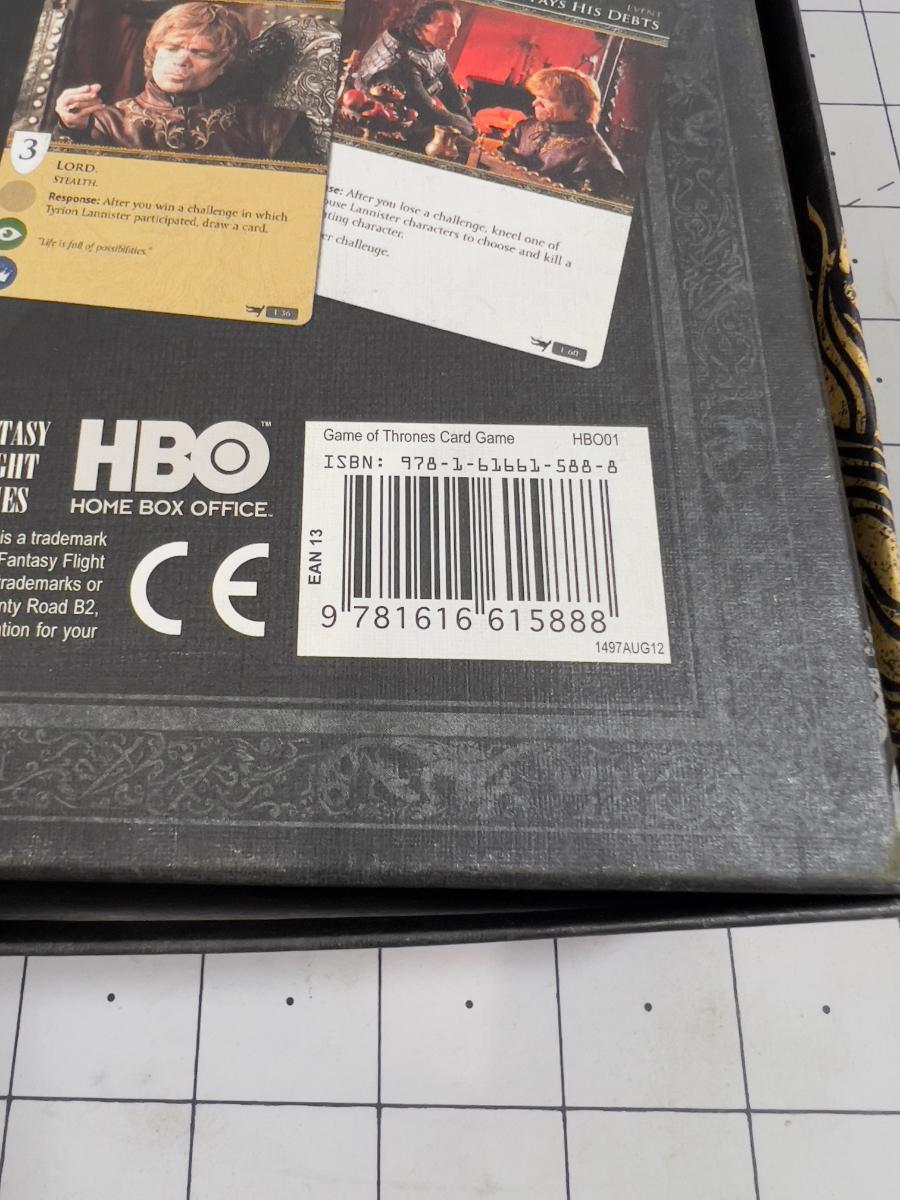 EVENT
AYS HIS DEBTS
3
LORD.
STEALTH.
Response: After you win a challenge in which
Tyrion Lannister participated, draw a card.
"Life is full of possibilities."
1 36
se: After you lose a challenge, kneel one of
ouse Lannister characters to choose and kill a
ating character.
er challenge.
1 60
TASY
GHT
ES
HBO™
HOME BOX OFFICE
is a trademark
Fantasy Flight
rademarks or
nty Road B2,
tion for your
CE
Game of Thrones Card Game HBO01
ISBN: 978-1-61661-588-8
EAN 13
9 781616 615888
1497AUG12